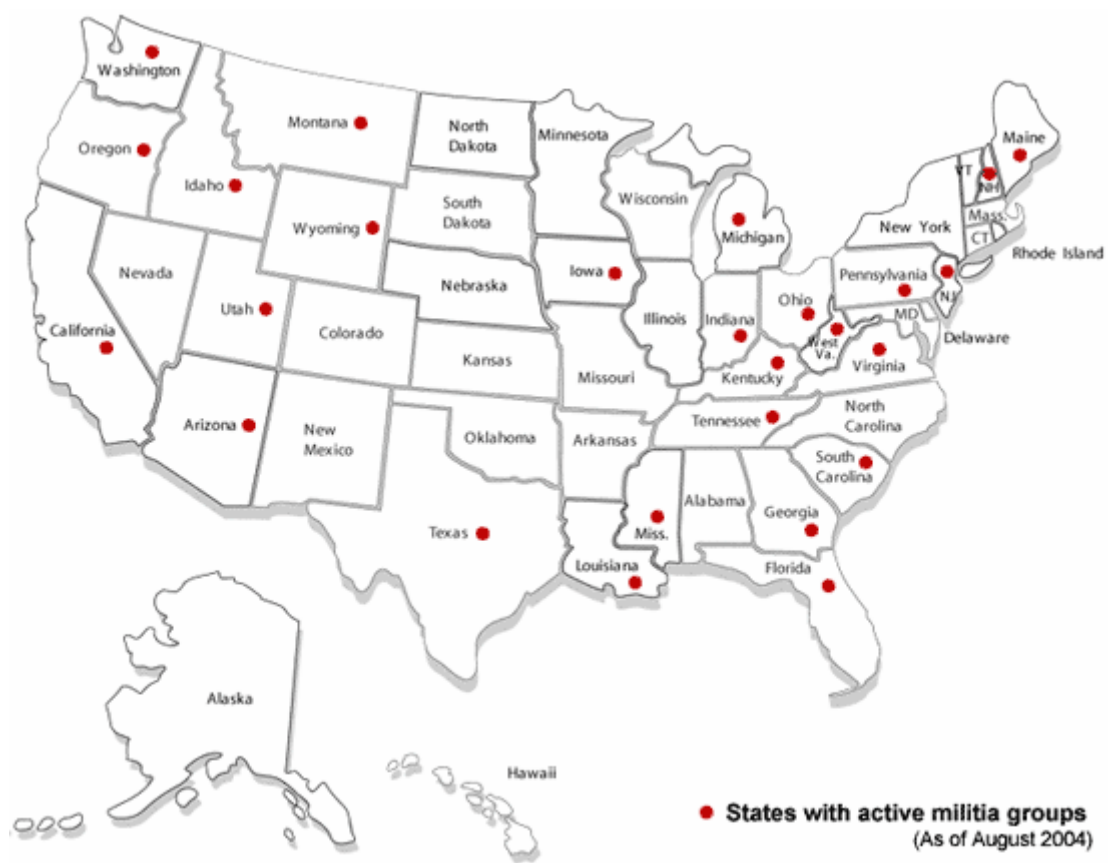 Washington
Montana
North
Dakota
Minnesota
Maine
Oregon
Idaho
VT
NH
Wisconsin
South
Dakota
Wyoming
Michigan
New York
Mass.
CT
Rhode Island
Nevada
Iowa
Pennsylvania
Nebraska
NJ
Utah
Ohio
MD
California
Colorado
Illinois
Indiana
West
Va.
Delaware
Kansas
Virginia
Missouri
Kentucky
Arizona
New
Mexico
Oklahoma
Arkansas
Tennessee
North
Carolina
South
Carolina
Alabama
Georgia
Texas
Miss.
Louisiana
Florida
Alaska
Hawaii
States with active militia groups
(As of August 2004)